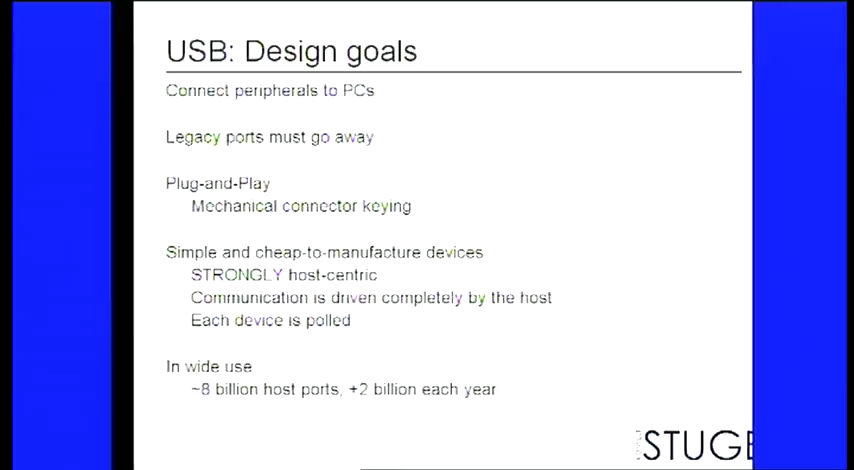 USB: Design goals
Connect peripherals to PCs
Legacy ports must go away
Plug-and-Play
Mechanical connector keying
Simple and cheap-to-manufacture devices
STRONGLY host-centric
Communication is driven completely by the host
Each device is polled
In wide use
~8 billion host ports, +2 billion each year